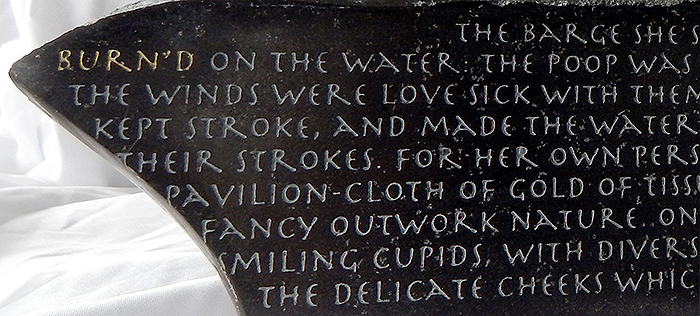 THE BARGE SHE S
BURN'D ON THE WATER: THE POOP WAS
THE WINDS WERE LOVE-SICK WITH THEM
KEPT STROKE, AND MADE THE WATER
THEIR STROKES. FOR HER OWN PERS
PAVILION-CLOTH OF GOLD OF TISS
FANCY OUTWORK NATURE. ON
SMILING CUPIDS, WITH DIVERS
THE DELICATE CHEEKS WHIC